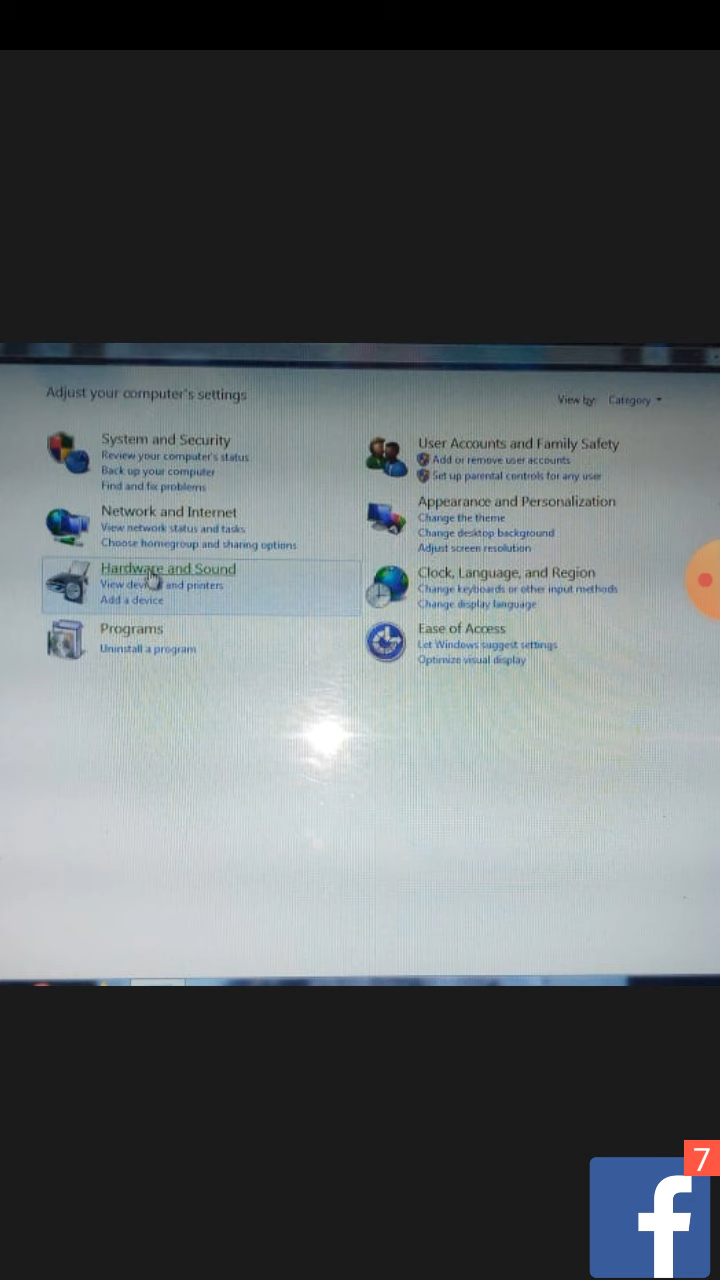 Adjust your computer's settings
View by: Category
System and Security
Review your computer's status
Back up your computer
Find and fix problems
Network and Internet
View network status and tasks
Choose homegroup and sharing options
Hardware and Sound
View and printers
Add a device
Programs
Uninstall a program
User Accounts and Family Safety
Add or remove user accounts
Set up parental controls for any user
Appearance and Personalization
Change the theme
Change desktop background
Adjust screen resolution
Clock, Language, and Region
Change keyboards or other input methods
Change display language
Ease of Access
Let Windows suggest settings
Optimize visual display
7
f